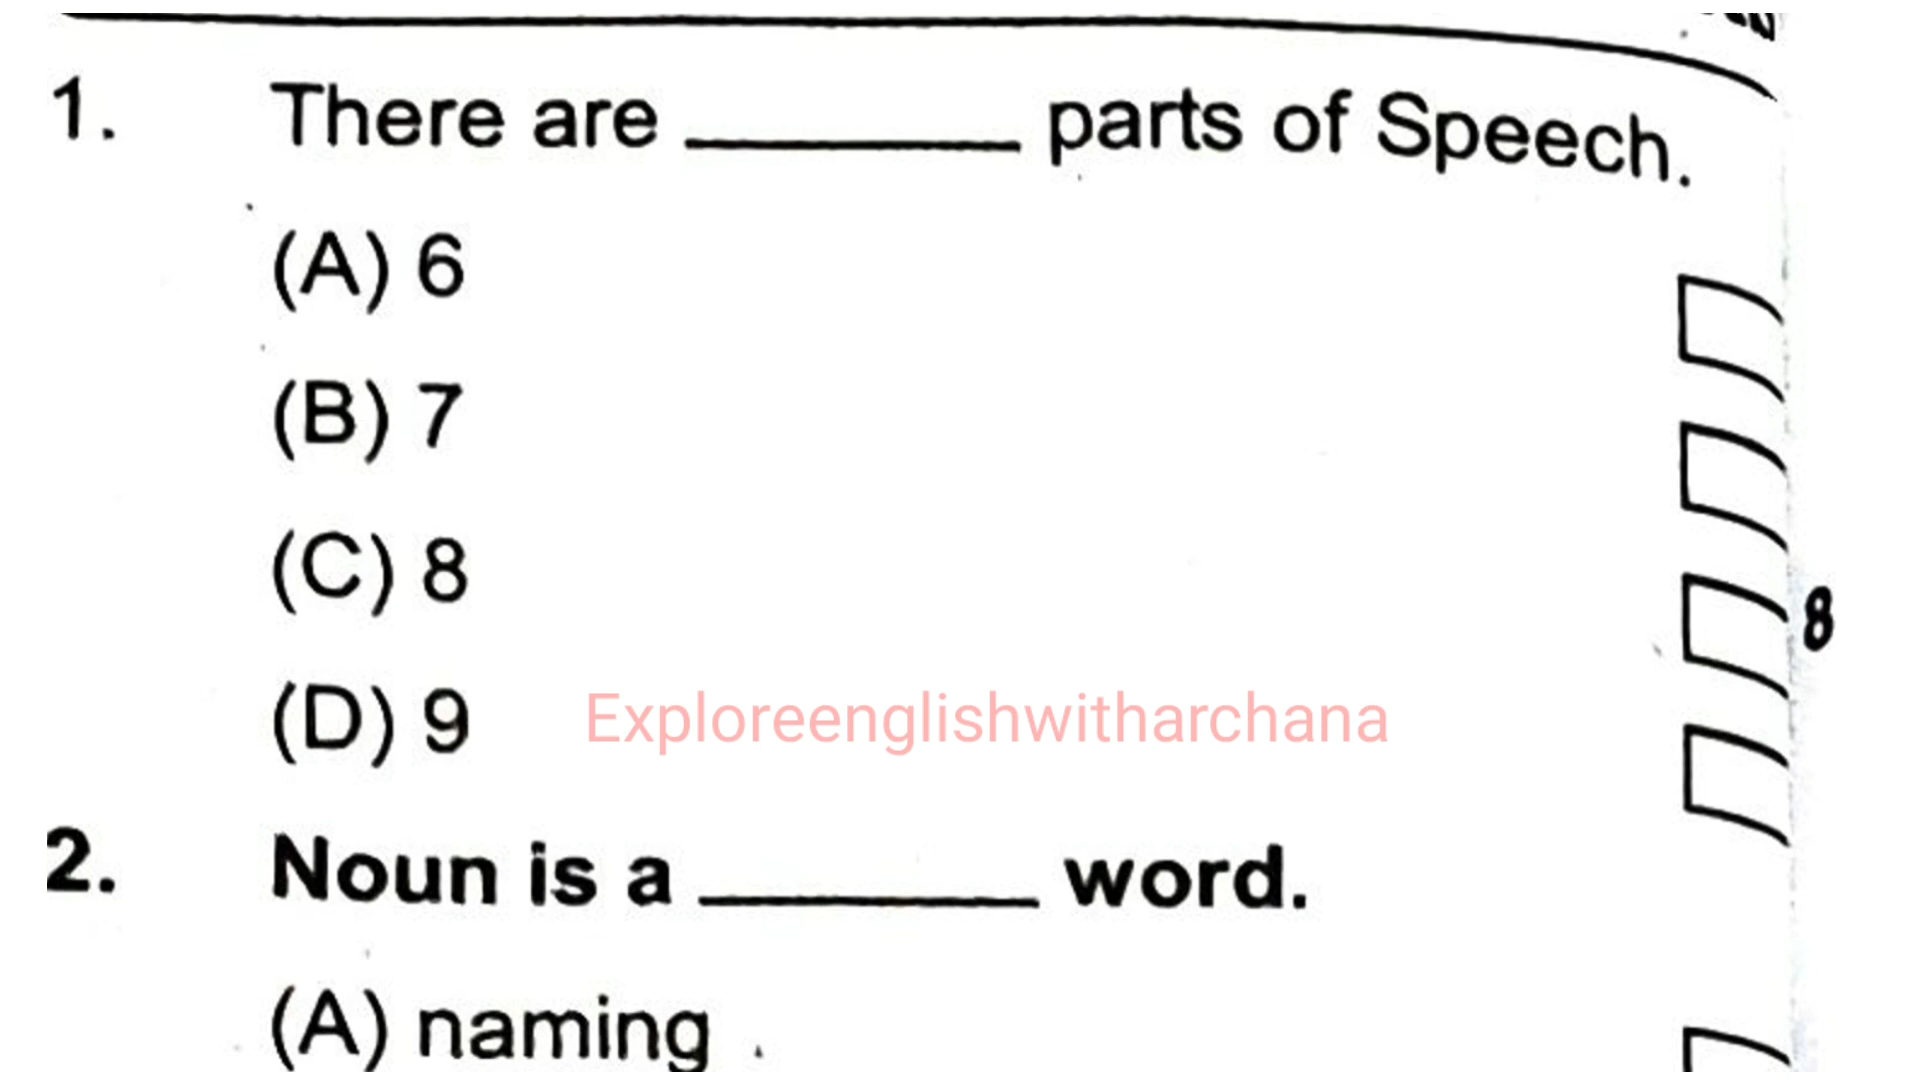 1. There are ________ parts of Speech.
(A) 6
(B) 7
(C) 8
8
(D) 9
Exploreenglishwitharchana
2. Noun is a ________ word.
(A) naming